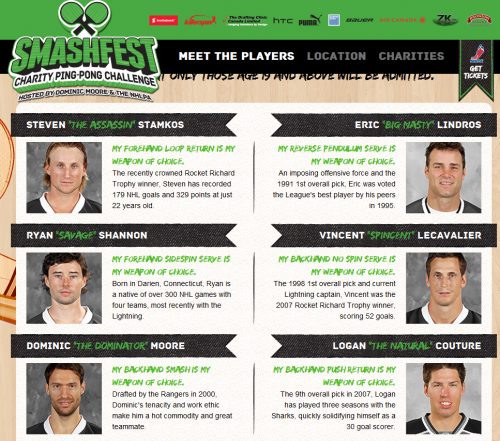 Scotiabank
hTC
PUMA
BAUER
7K
SMASHFEST
CHARITY PING-PONG CHALLENGE
HOSTED BY DOMINIC MOORE & THE NHLPA
MEET THE PLAYERS
LOCATION
CHARITIES
GET
TICKETS
ONLY THOSE AGE 19 AND ABOVE WILL BE ADMITTED.
STEVEN "THE ASSASSIN" STAMKOS
MY FOREHAND LOOP RETURN IS MY
WEAPON OF CHOICE.
The recently crowned Rocket Richard
Trophy winner, Steven has recorded
179 NHL goals and 329 points at just
22 years old.
ERIC "BIG NASTY" LINDROS
MY REVERSE PENDULUM SERVE IS
MY WEAPON OF CHOICE.
An imposing offensive force and the
1991 1st overall pick, Eric was voted
the League's best player by his peers
in 1995.
RYAN "SAVAGE" SHANNON
MY FOREHAND SIDESPIN SERVE IS
MY WEAPON OF CHOICE.
Born in Darien, Connecticut, Ryan is
a native of over 300 NHL games with
four teams, most recently with the
Lightning.
VINCENT "SPINCENT" LECAVALIER
MY BACKHAND NO SPIN SERVE IS
MY WEAPON OF CHOICE.
The 1998 1st overall pick and current
Lightning captain, Vincent was the
2007 Rocket Richard Trophy winner,
scoring 52 goals.
DOMINIC "THE DOMINATOR" MOORE
MY BACKHAND SMASH IS MY
WEAPON OF CHOICE.
Drafted by the Rangers in 2000,
Dominic's tenacity and work ethic
make him a hot commodity and great
teammate.
LOGAN "THE NATURAL" COUTURE
MY BACKHAND PUSH RETURN IS MY
WEAPON OF CHOICE.
The 9th overall pick in 2007, Logan
has played three seasons with the
Sharks, quickly solidifying himself as a
30 goal scorer.